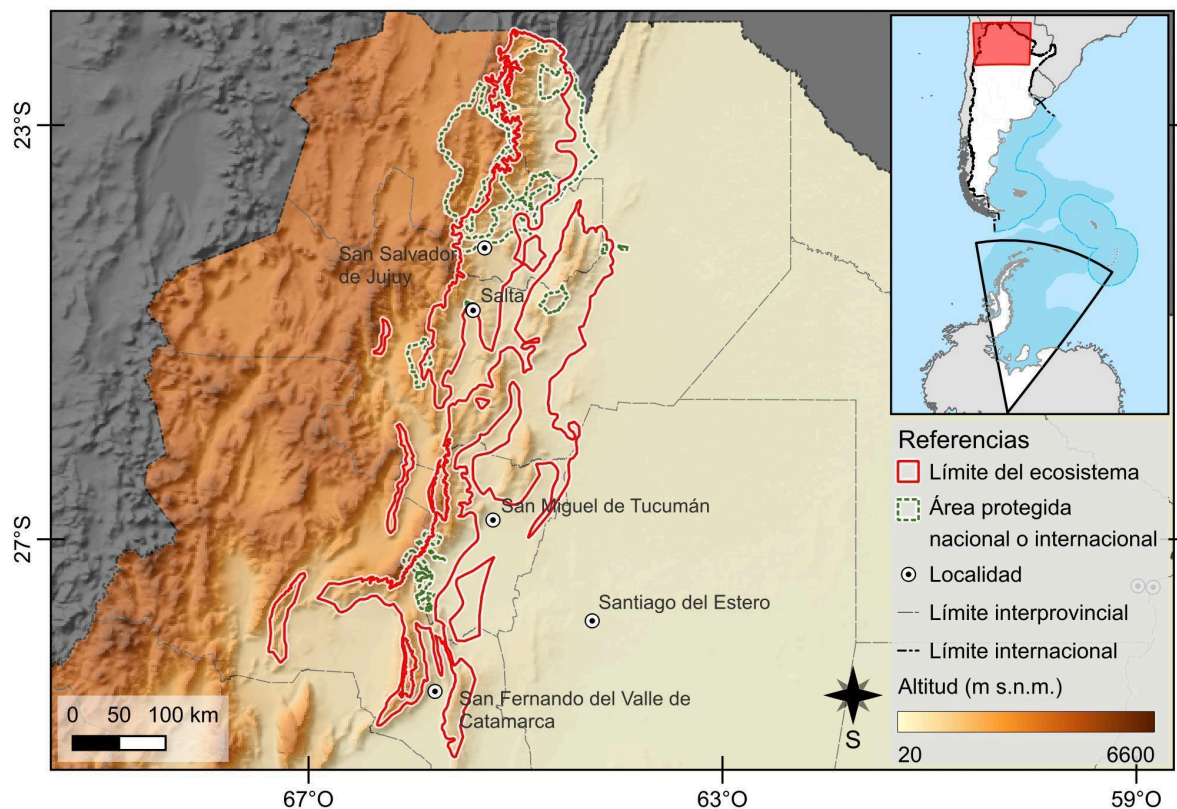 23°S
27°S
San Salvador
de Jujuy
Salta
San Miguel de Tucumán
Santiago del Estero
San Fernando del Valle de
Catamarca
0 50 100 km
S
67°O
63°O
59°O
Referencias
Límite del ecosistema
Área protegida
nacional o internacional
Localidad
Límite interprovincial
Límite internacional
Altitud (m s.n.m.)
20 6600